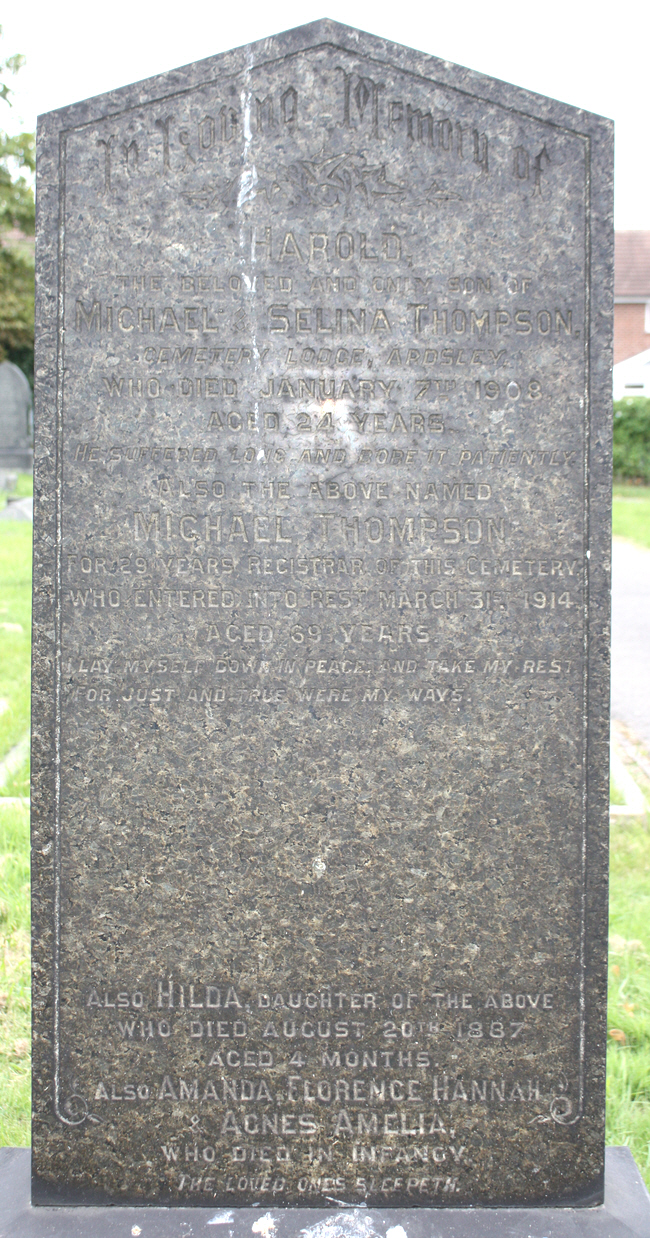 In Loving Memory of
HAROLD,
THE BELOVED AND ONLY SON OF
MICHAEL & SELINA THOMPSON,
CEMETERY LODGE, ARDSLEY,
WHO DIED JANUARY 7TH 1908
AGED 24 YEARS.
HE SUFFERED LONG AND BORE IT PATIENTLY
ALSO THE ABOVE NAMED
MICHAEL THOMPSON
FOR 29 YEARS REGISTRAR OF THIS CEMETERY,
WHO ENTERED INTO REST MARCH 31ST 1914.
AGED 69 YEARS.
I LAY MYSELF DOWN IN PEACE, AND TAKE MY REST
FOR JUST AND TRUE WERE MY WAYS.
ALSO HILDA, DAUGHTER OF THE ABOVE
WHO DIED AUGUST 20TH 1887
AGED 4 MONTHS.
ALSO AMANDA, FLORENCE HANNAH
& AGNES AMELIA,
WHO DIED IN INFANCY.
THE LOVED ONES SLEEPETH.